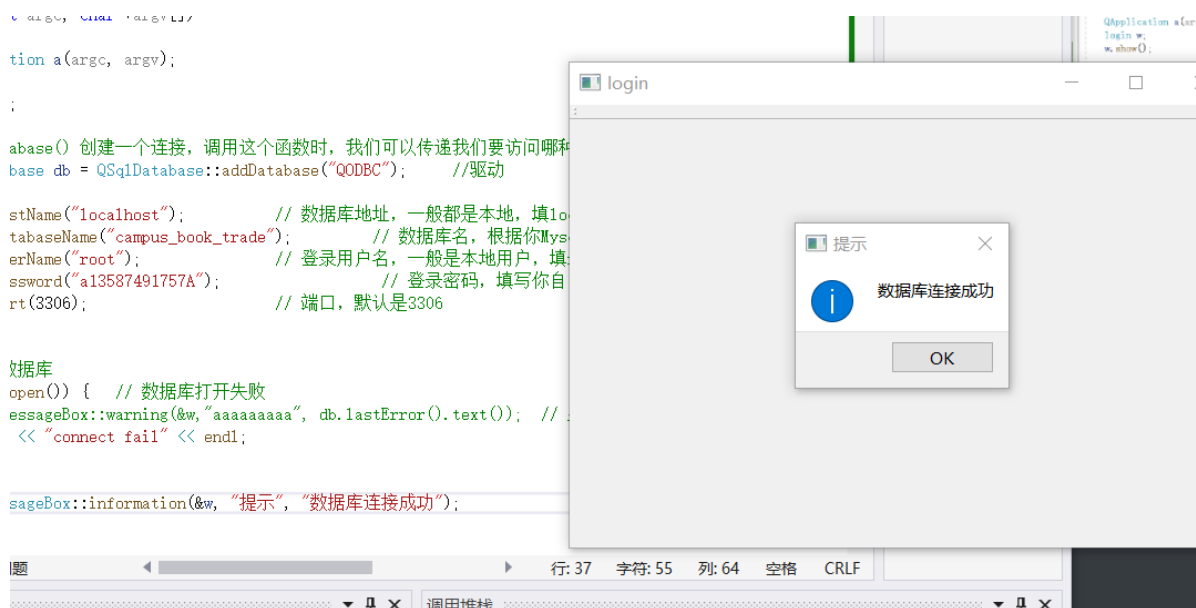 tion a(argc, argv);
;
abase() 创建一个连接，调用这个函数时，我们可以传递我们要访问哪种
base db = QSqlDatabase::addDatabase("QODBC"); //驱动
stName("localhost"); // 数据库地址，一般都是本地，填lo
tabaseName("campus_book_trade"); // 数据库名，根据你Mys
erName("root"); // 登录用户名，一般是本地用户，填
ssword("a13587491757A"); // 登录密码，填写你自
rt(3306); // 端口，默认是3306
数据库
open()) { // 数据库打开失败
essageBox::warning(&w,"aaaaaaaaa", db.lastError().text()); //
<< "connect fail" << endl;
sageBox::information(&w, "提示", "数据库连接成功");
题
行: 37 字符: 55 列: 64 空格 CRLF
调用堆栈
login
提示
数据库连接成功
OK
QApplication a(ar
login w;
w.show();